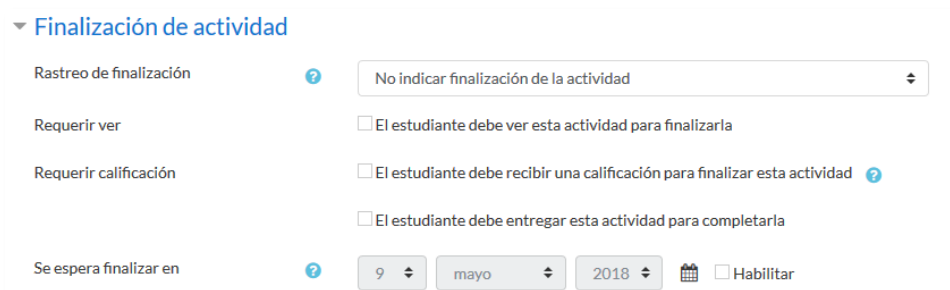 Finalización de actividad
Rastreo de finalización No indicar finalización de la actividad
Requerir ver El estudiante debe ver esta actividad para finalizarla
Requerir calificación El estudiante debe recibir una calificación para finalizar esta actividad
El estudiante debe entregar esta actividad para completarla
Se espera finalizar en 9 mayo 2018 Habilitar